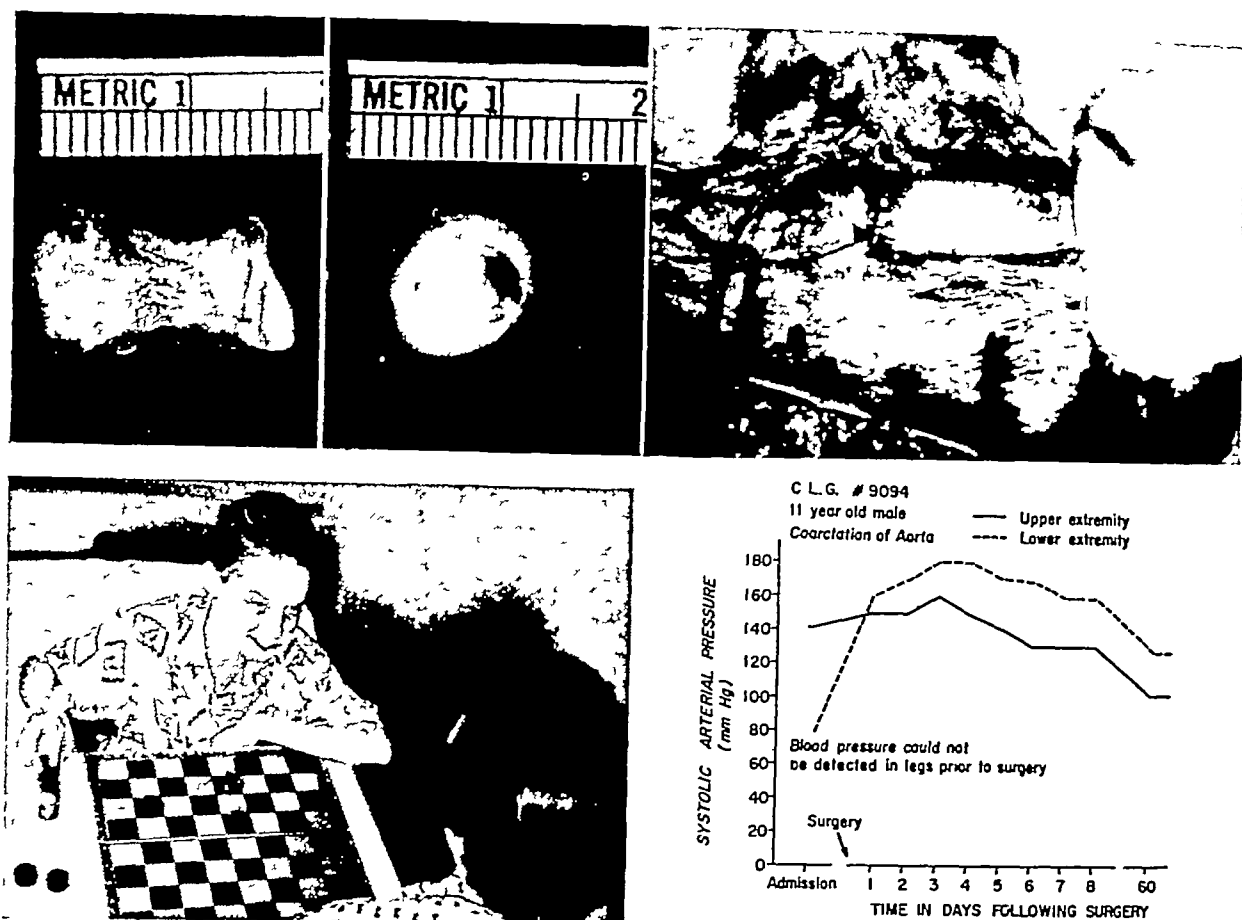 METRIC 1
METRIC 1 2
C L.G. # 9094
11 year old male
Coarctation of Aorta
Upper extremity
Lower extremity
SYSTOLIC ARTERIAL PRESSURE
(mm Hg)
180
160
140
120
100
80
60
40
20
0
Blood pressure could not
be detected in legs prior to surgery
Surgery
Admission 1 2 3 4 5 6 7 8 60
TIME IN DAYS FOLLOWING SURGERY